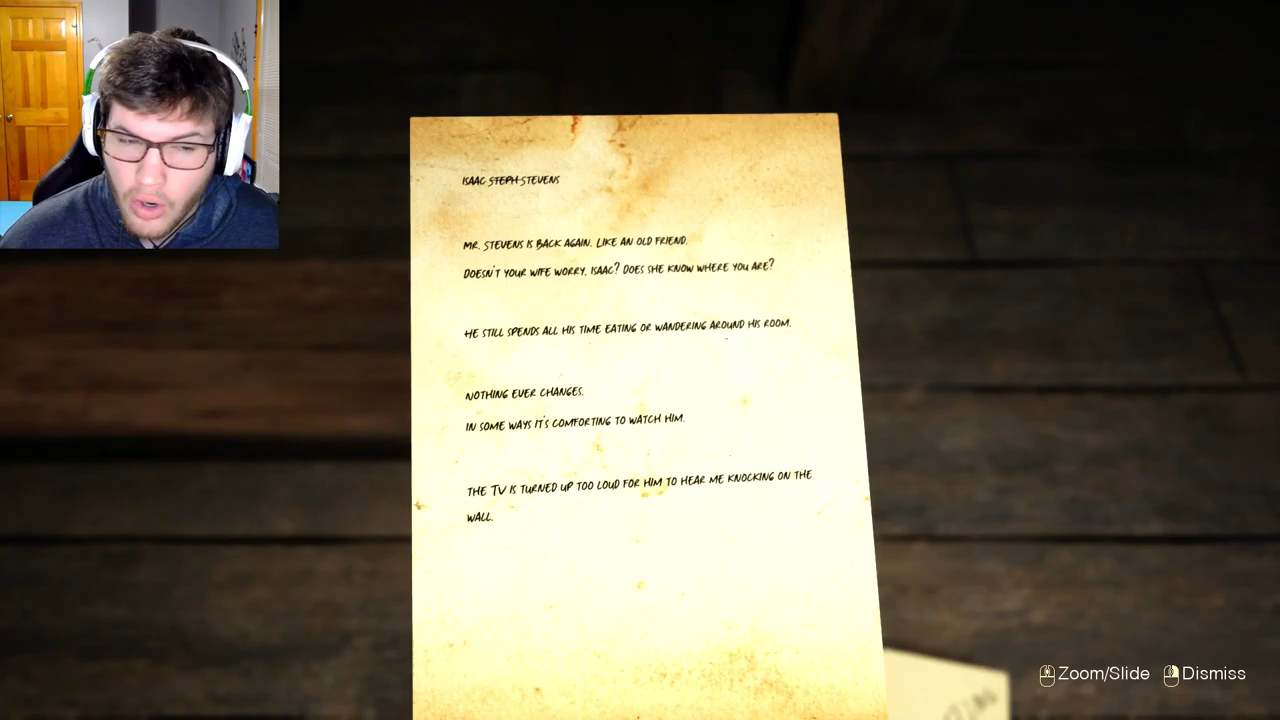 ISAAC STEPH STEVENS
MR. STEVENS IS BACK AGAIN. LIKE AN OLD FRIEND.
DOESN'T YOUR WIFE WORRY, ISAAC? DOES SHE KNOW WHERE YOU ARE?
HE STILL SPENDS ALL HIS TIME EATING OR WANDERING AROUND HIS ROOM.
NOTHING EVER CHANGES.
IN SOME WAYS IT'S COMFORTING TO WATCH HIM.
THE TV IS TURNED UP TOO LOUD FOR HIM TO HEAR ME KNOCKING ON THE
WALL.
Zoom/Slide Dismiss